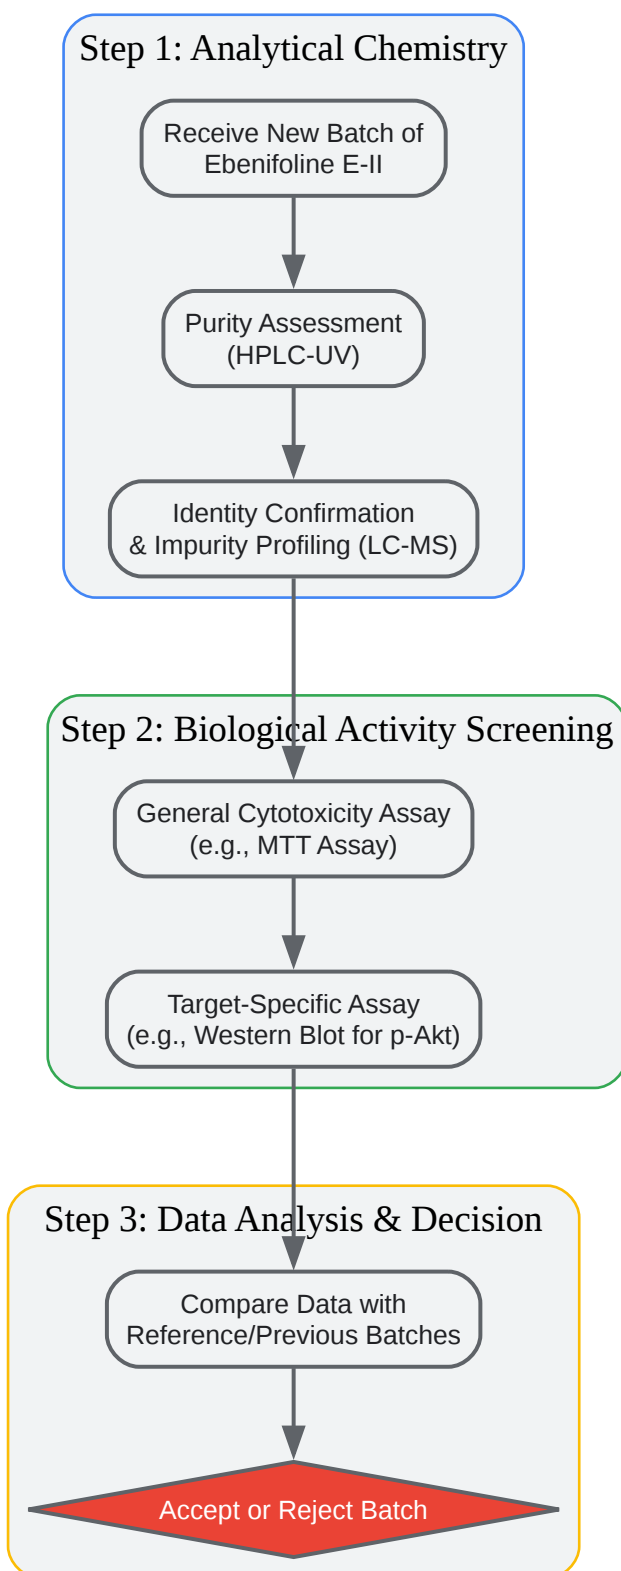 Step 1: Analytical Chemistry
Receive New Batch of
Ebenifoline E-II
Purity Assessment
(HPLC-UV)
Identity Confirmation
& Impurity Profiling (LC-MS)
Step 2: Biological Activity Screening
General Cytotoxicity Assay
(e.g., MTT Assay)
Target-Specific Assay
(e.g., Western Blot for p-Akt)
Step 3: Data Analysis & Decision
Compare Data with
Reference/Previous Batches
Accept or Reject Batch